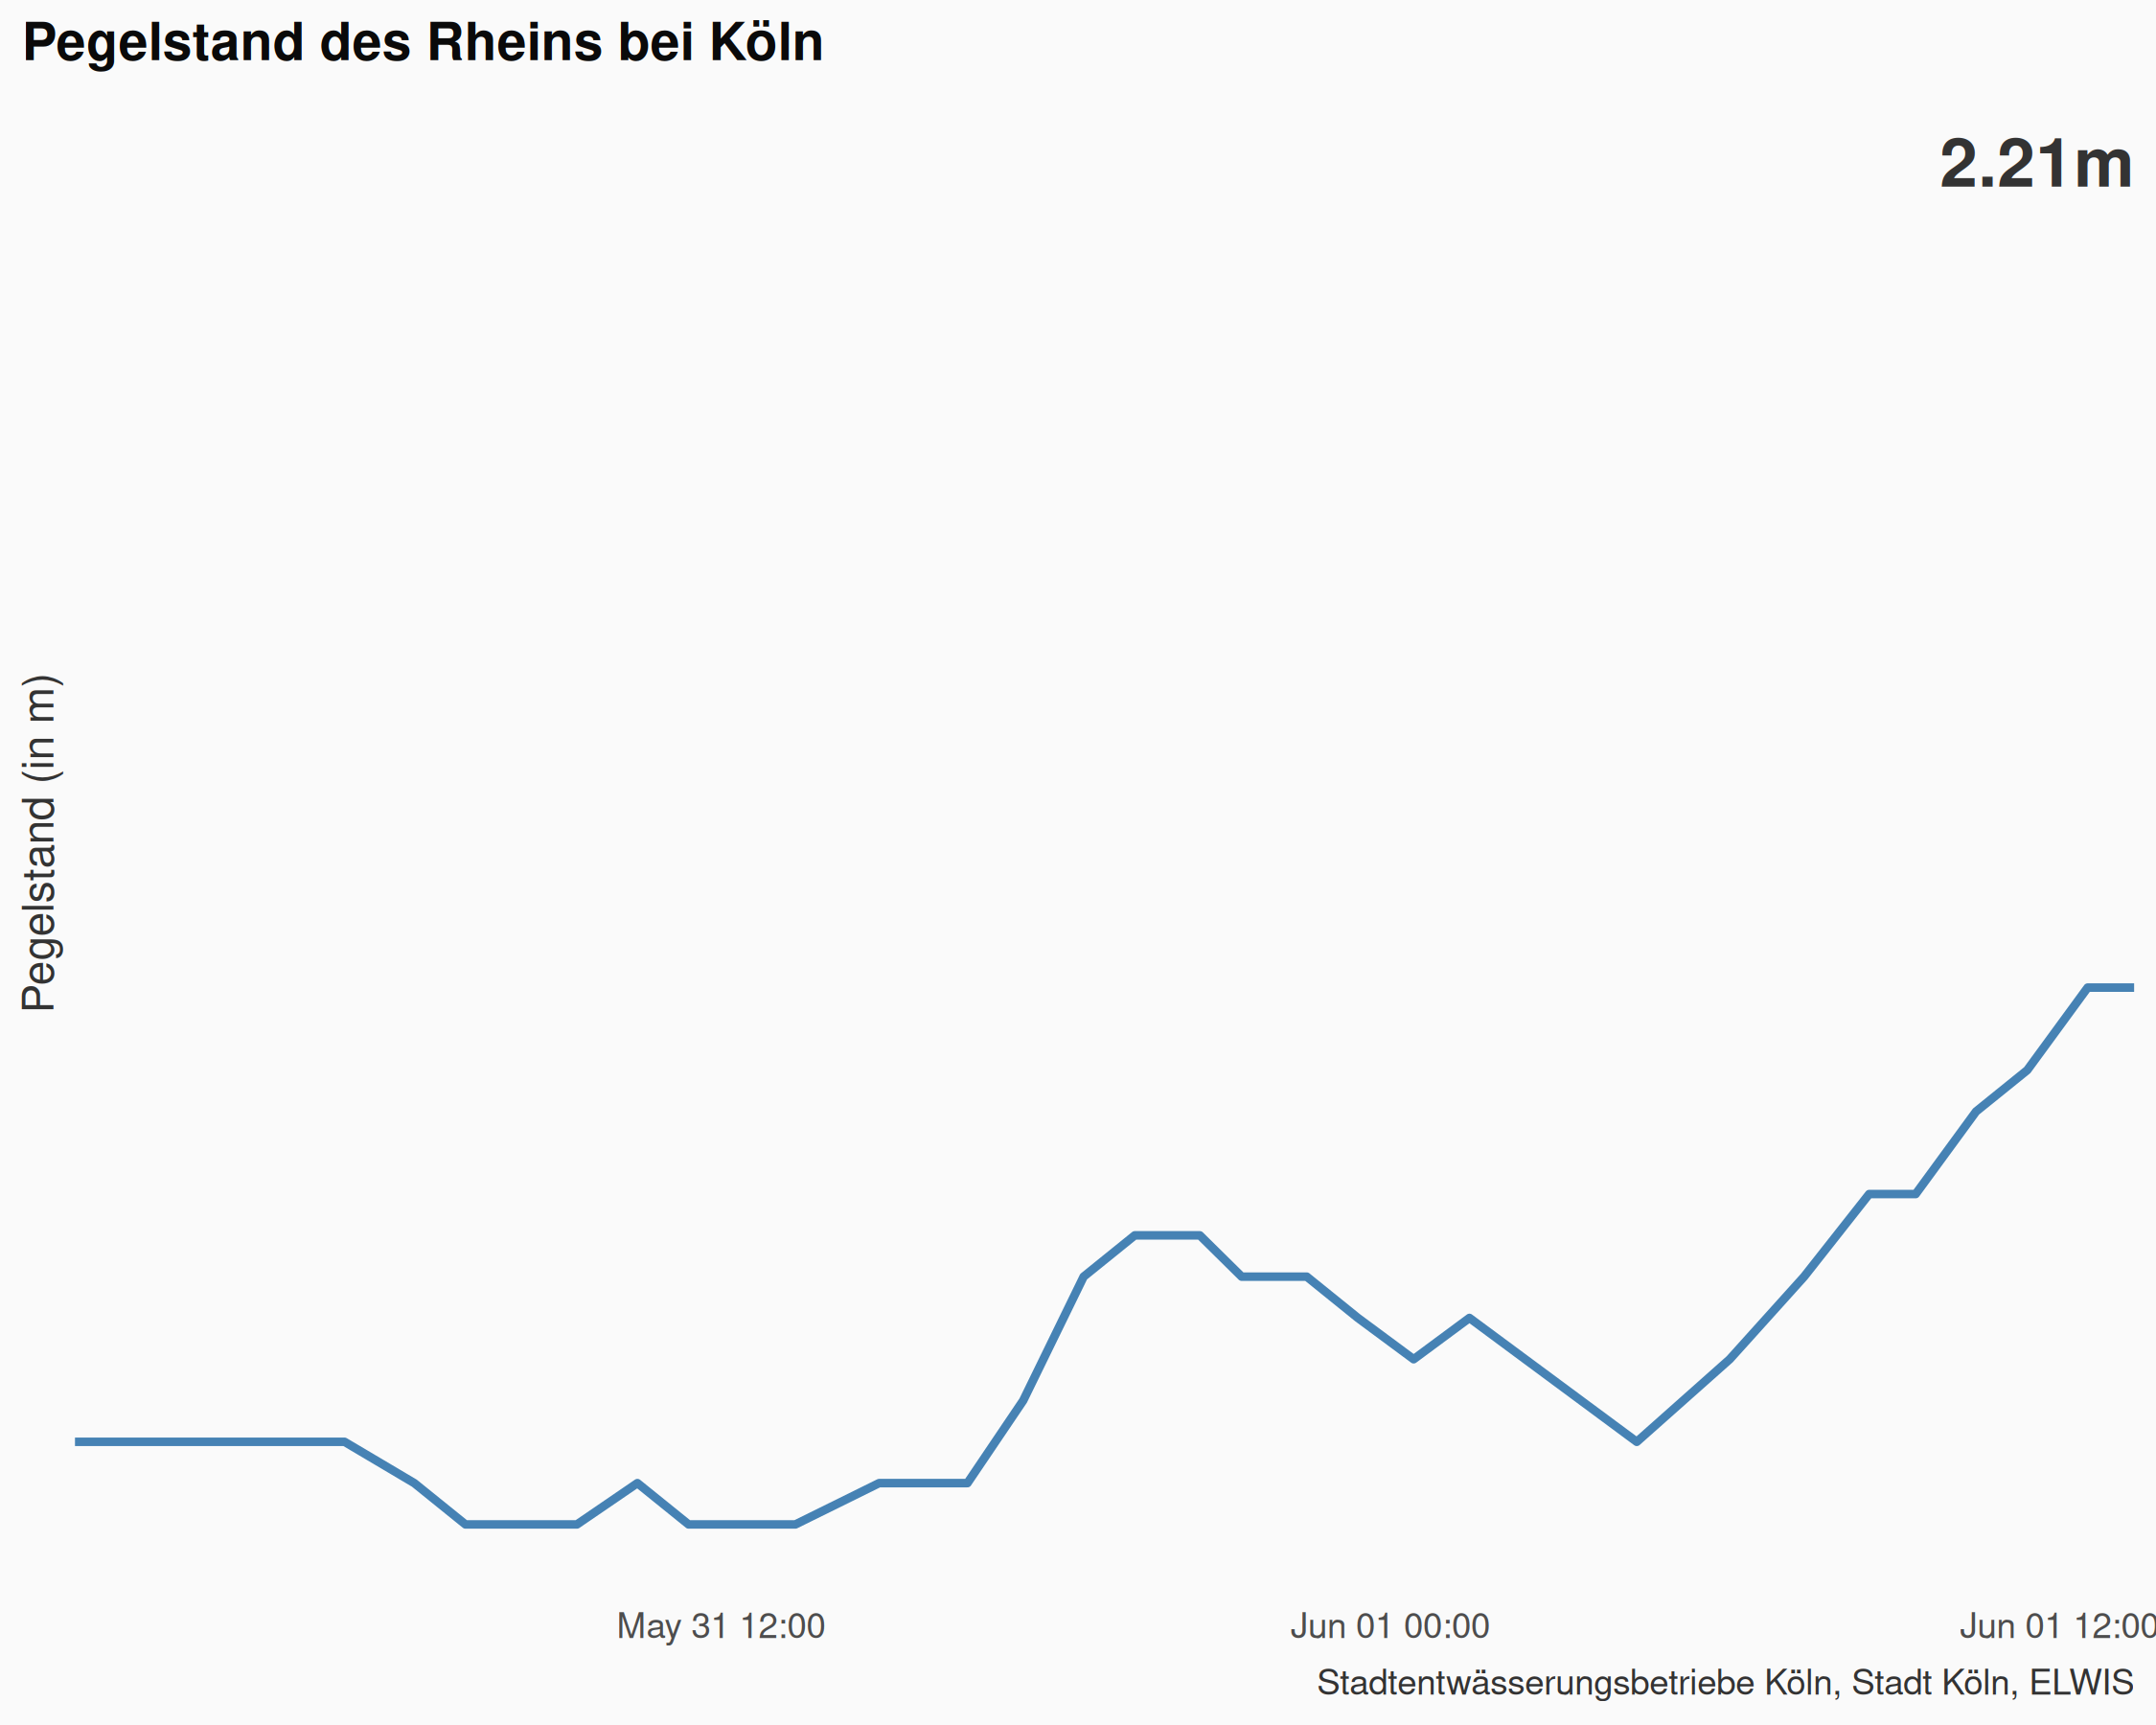 Pegelstand des Rheins bei Köln
2.21m
Pegelstand (in m)
May 31 12:00
Jun 01 00:00
Jun 01 12:00
Stadtentwässerungsbetriebe Köln, Stadt Köln, ELWIS